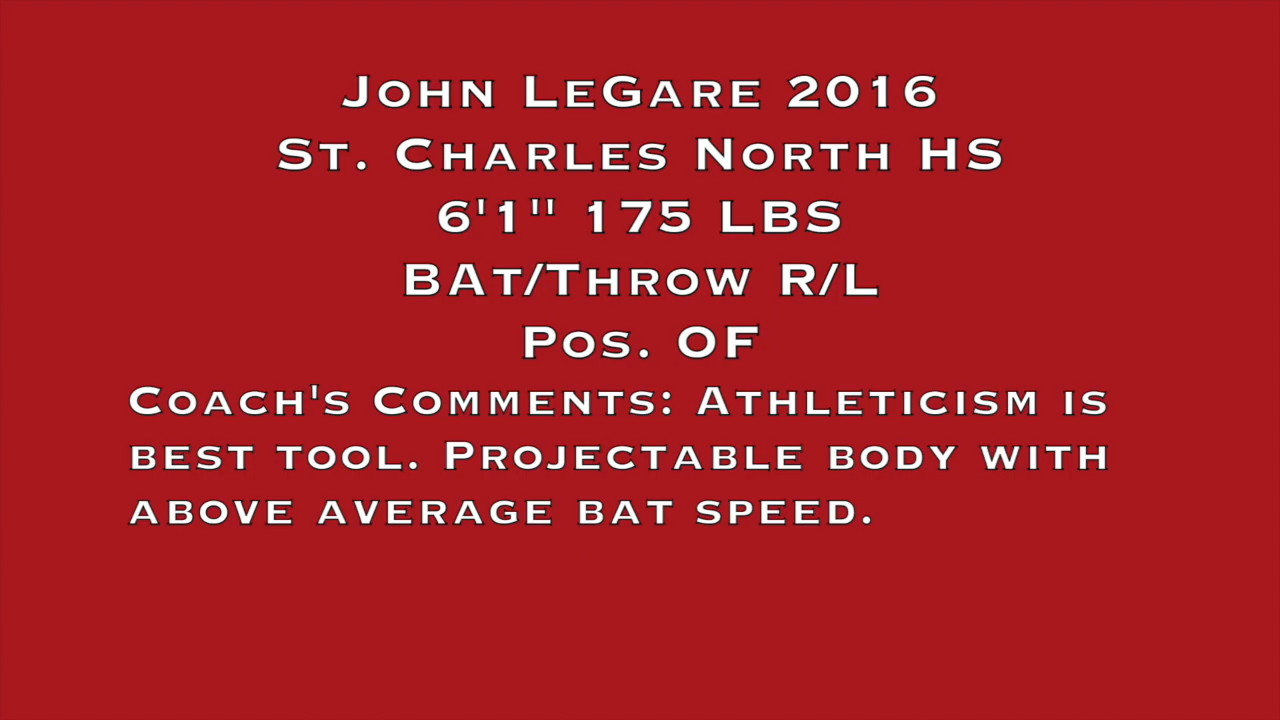 John LeGare 2016
St. Charles North HS
6'1" 175 LBS
BAt/Throw R/L
Pos. OF
Coach's Comments: Athleticism is
best tool. Projectable body with
above average bat speed.